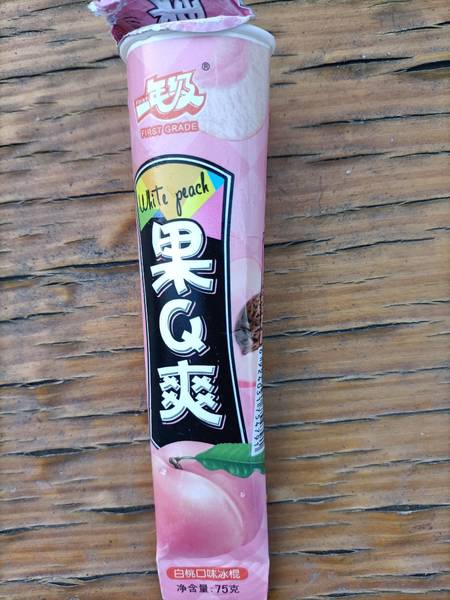 一年级®
FIRST GRADE
White peach
果Q爽
白桃口味冰棍
净含量:75克